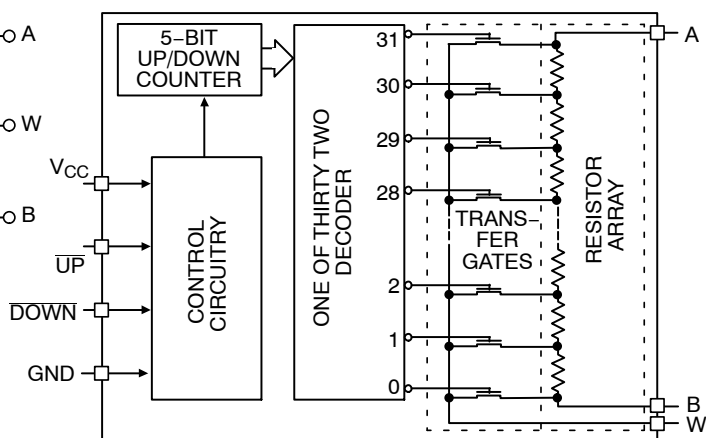 A
W
B
5–BIT
UP/DOWN
COUNTER
VCC
UP
DOWN
GND
CONTROL
CIRCUITRY
ONE OF THIRTY TWO
DECODER
31
30
29
28
2
1
0
TRANS–
FER
GATES
RESISTOR
ARRAY
A
B
W